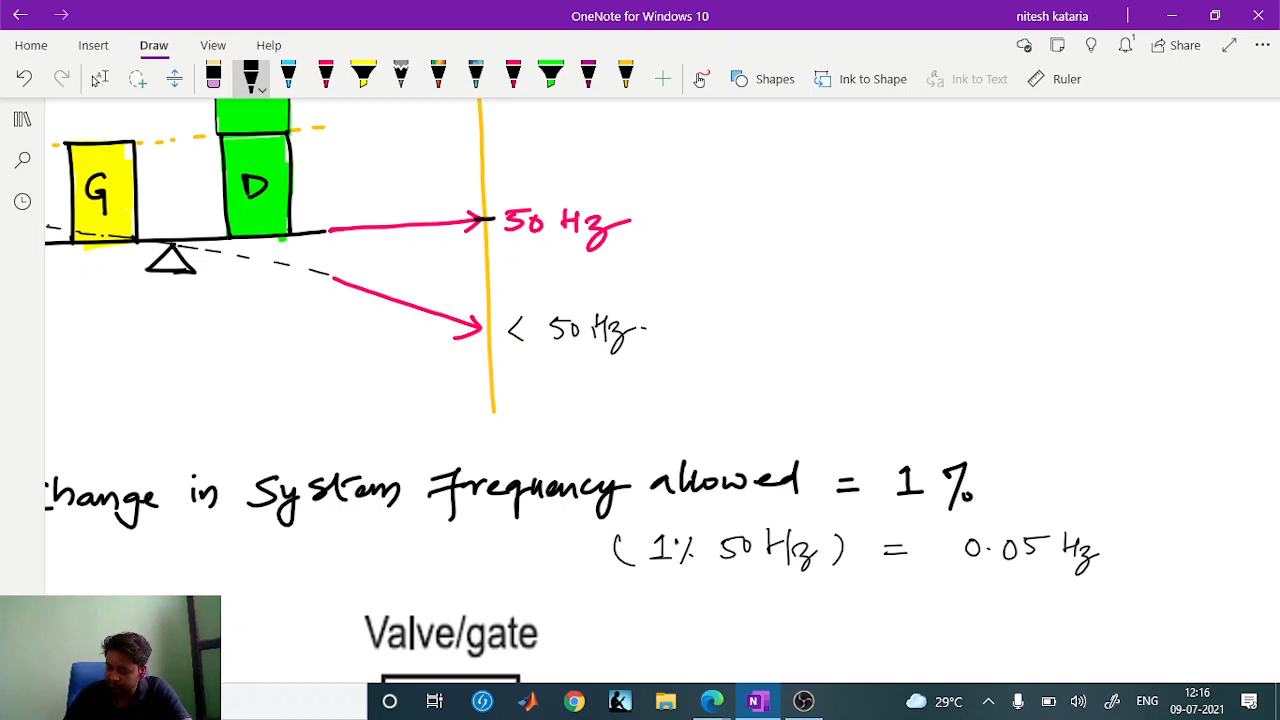 OneNote for Windows 10
nitesh kataria
Home Insert Draw View Help
Share
Shapes Ink to Shape Ink to Text Ruler
G
D
50 Hz
< 50 Hz.
change in system frequency allowed = 1 %
( 1% 50 Hz ) = 0.05 Hz
Valve/gate
29°C
ENG
12:16
09-07-2021